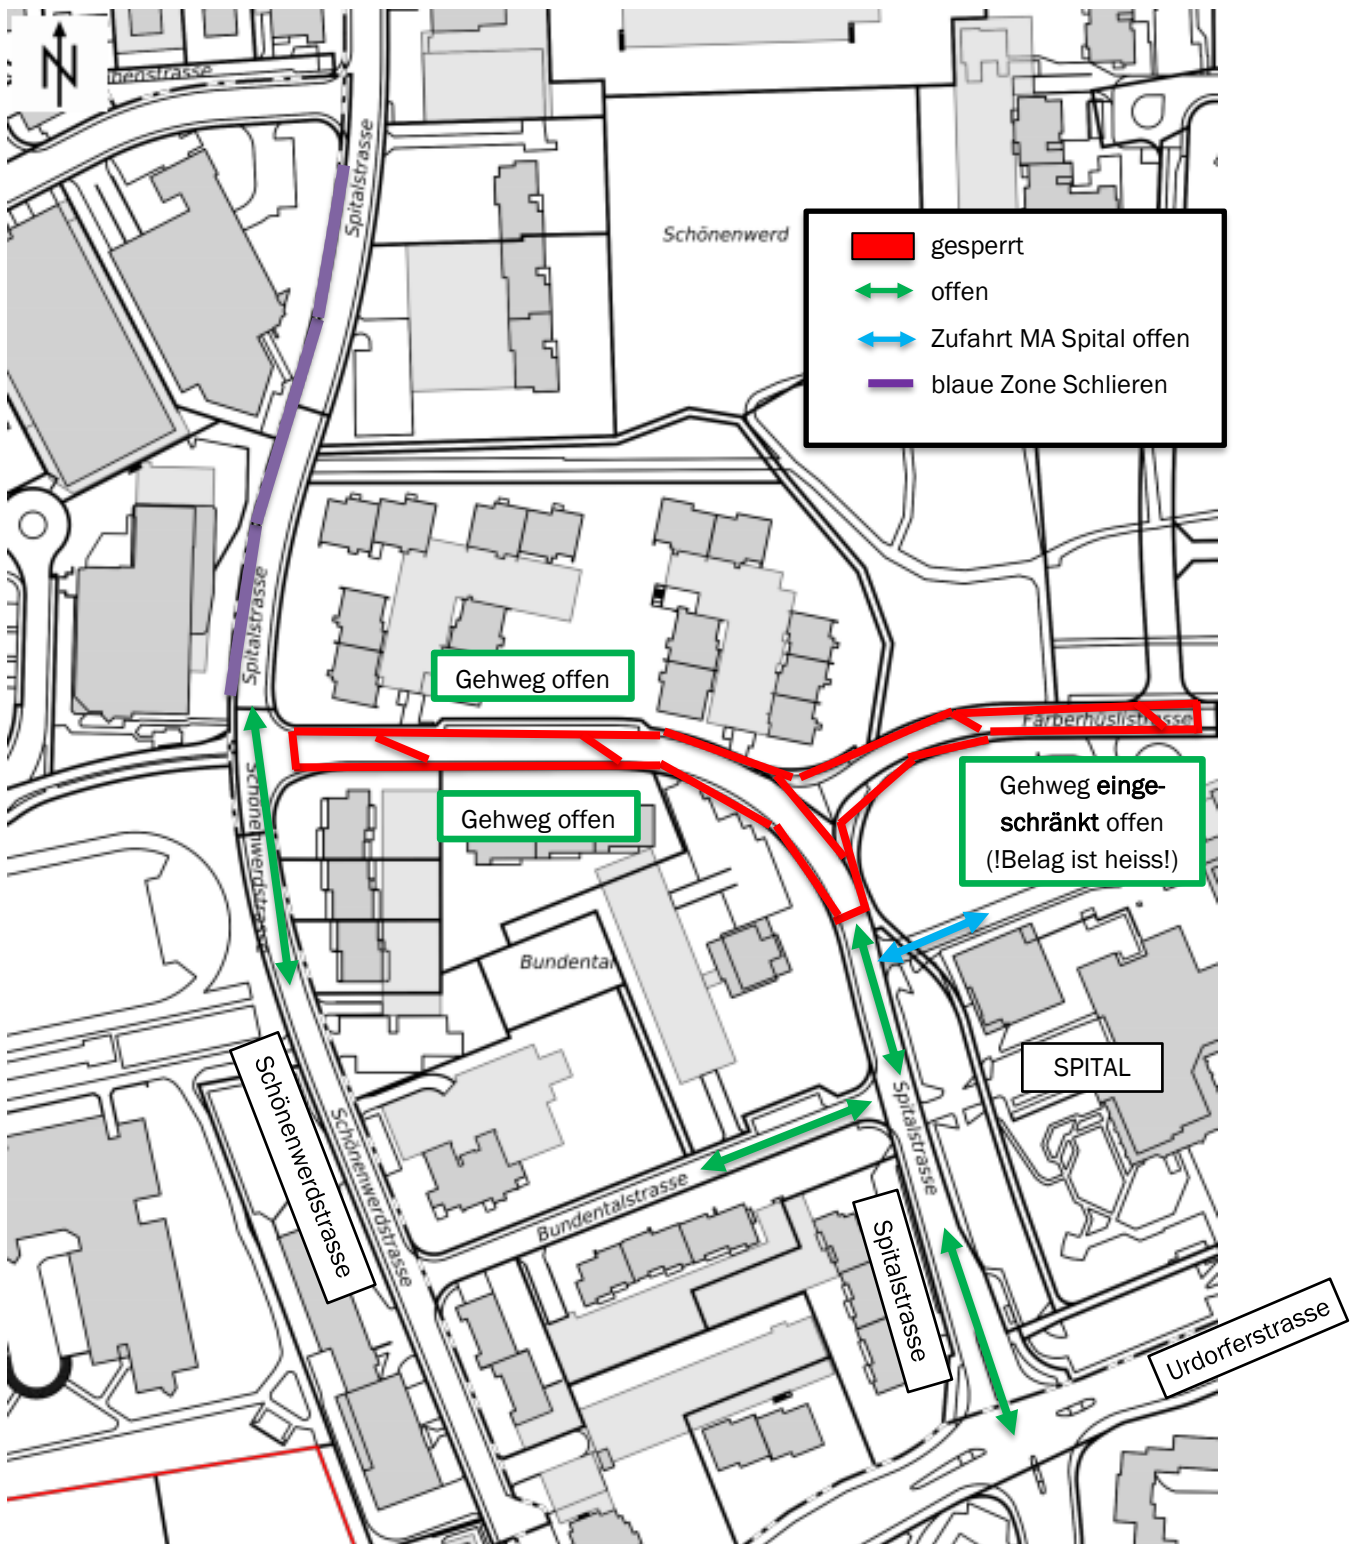 N
henstrasse
Spitalstrasse
Schönenwerd
gesperrt
offen
Zufahrt MA Spital offen
blaue Zone Schlieren
Spitalstrasse
Gehweg offen
Färberhüslistrasse
Gehweg offen
Gehweg einge-
schränkt offen
(!Belag ist heiss!)
Schönenwerdstrasse
Bundental
SPITAL
Schönenwerdstrasse
Schönenwerdstrasse
Spitalstrasse
Bundentalstrasse
Spitalstrasse
Urdorferstrasse